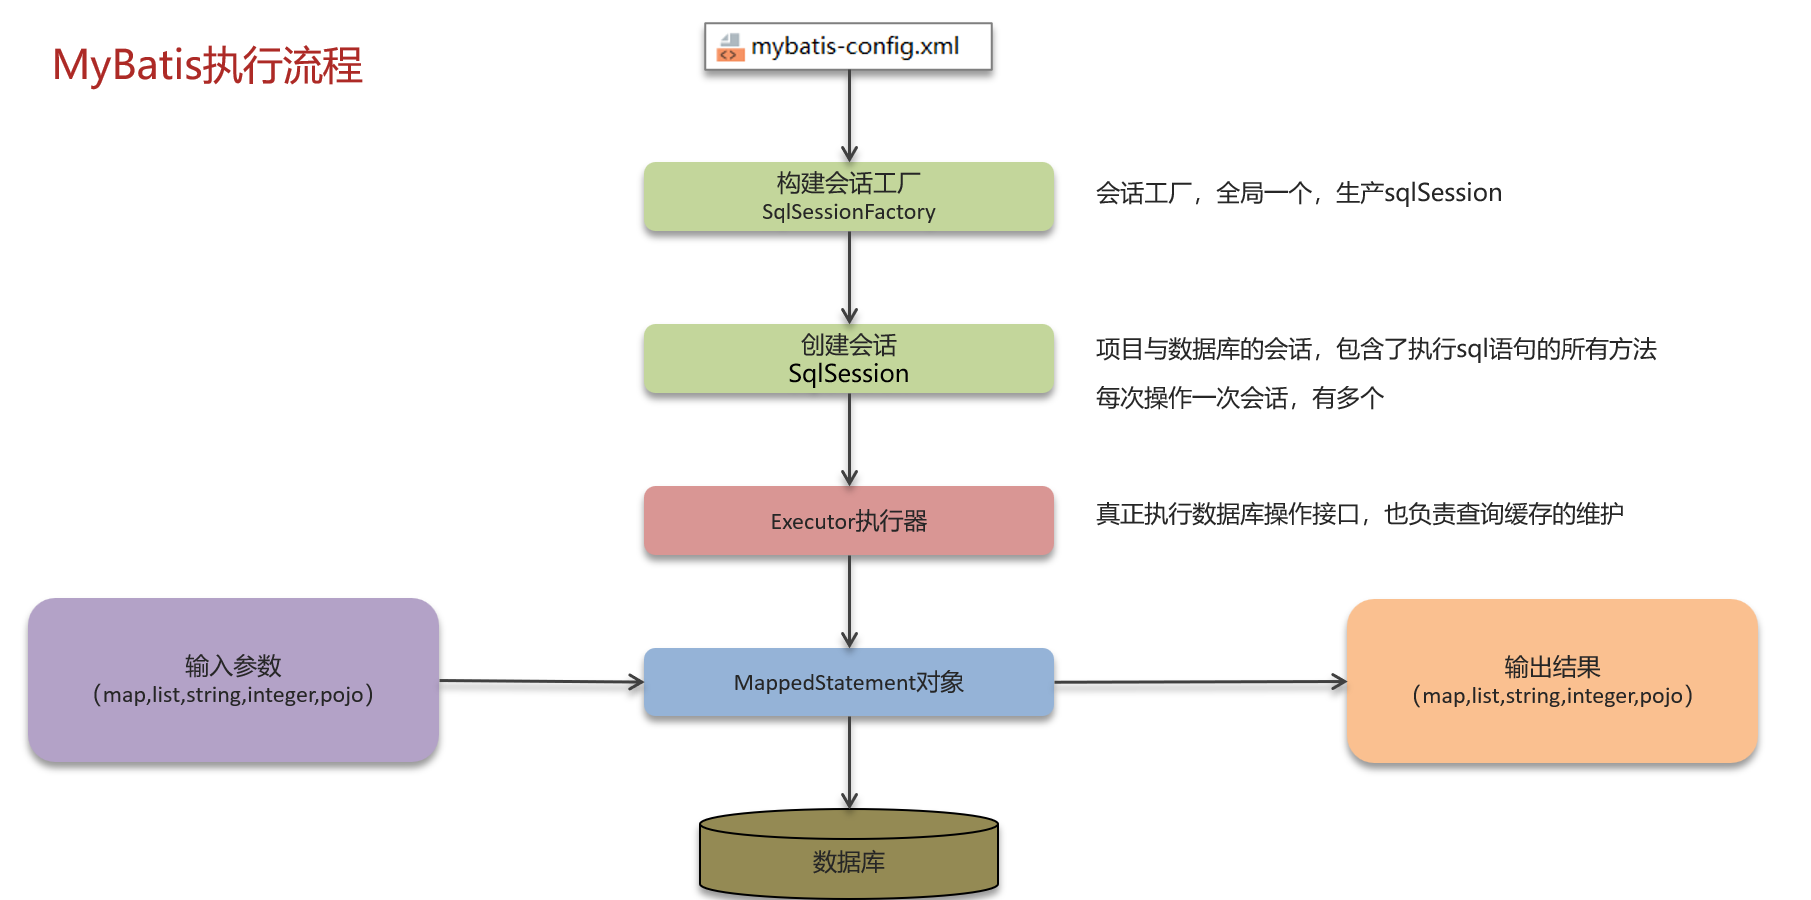 MyBatis执行流程
mybatis-config.xml
构建会话工厂
SqlSessionFactory
会话工厂，全局一个，生产sqlSession
创建会话
SqlSession
项目与数据库的会话，包含了执行sql语句的所有方法
每次操作一次会话，有多个
Executor执行器
真正执行数据库操作接口，也负责查询缓存的维护
输入参数
（map,list,string,integer,pojo）
MappedStatement对象
输出结果
（map,list,string,integer,pojo）
数据库